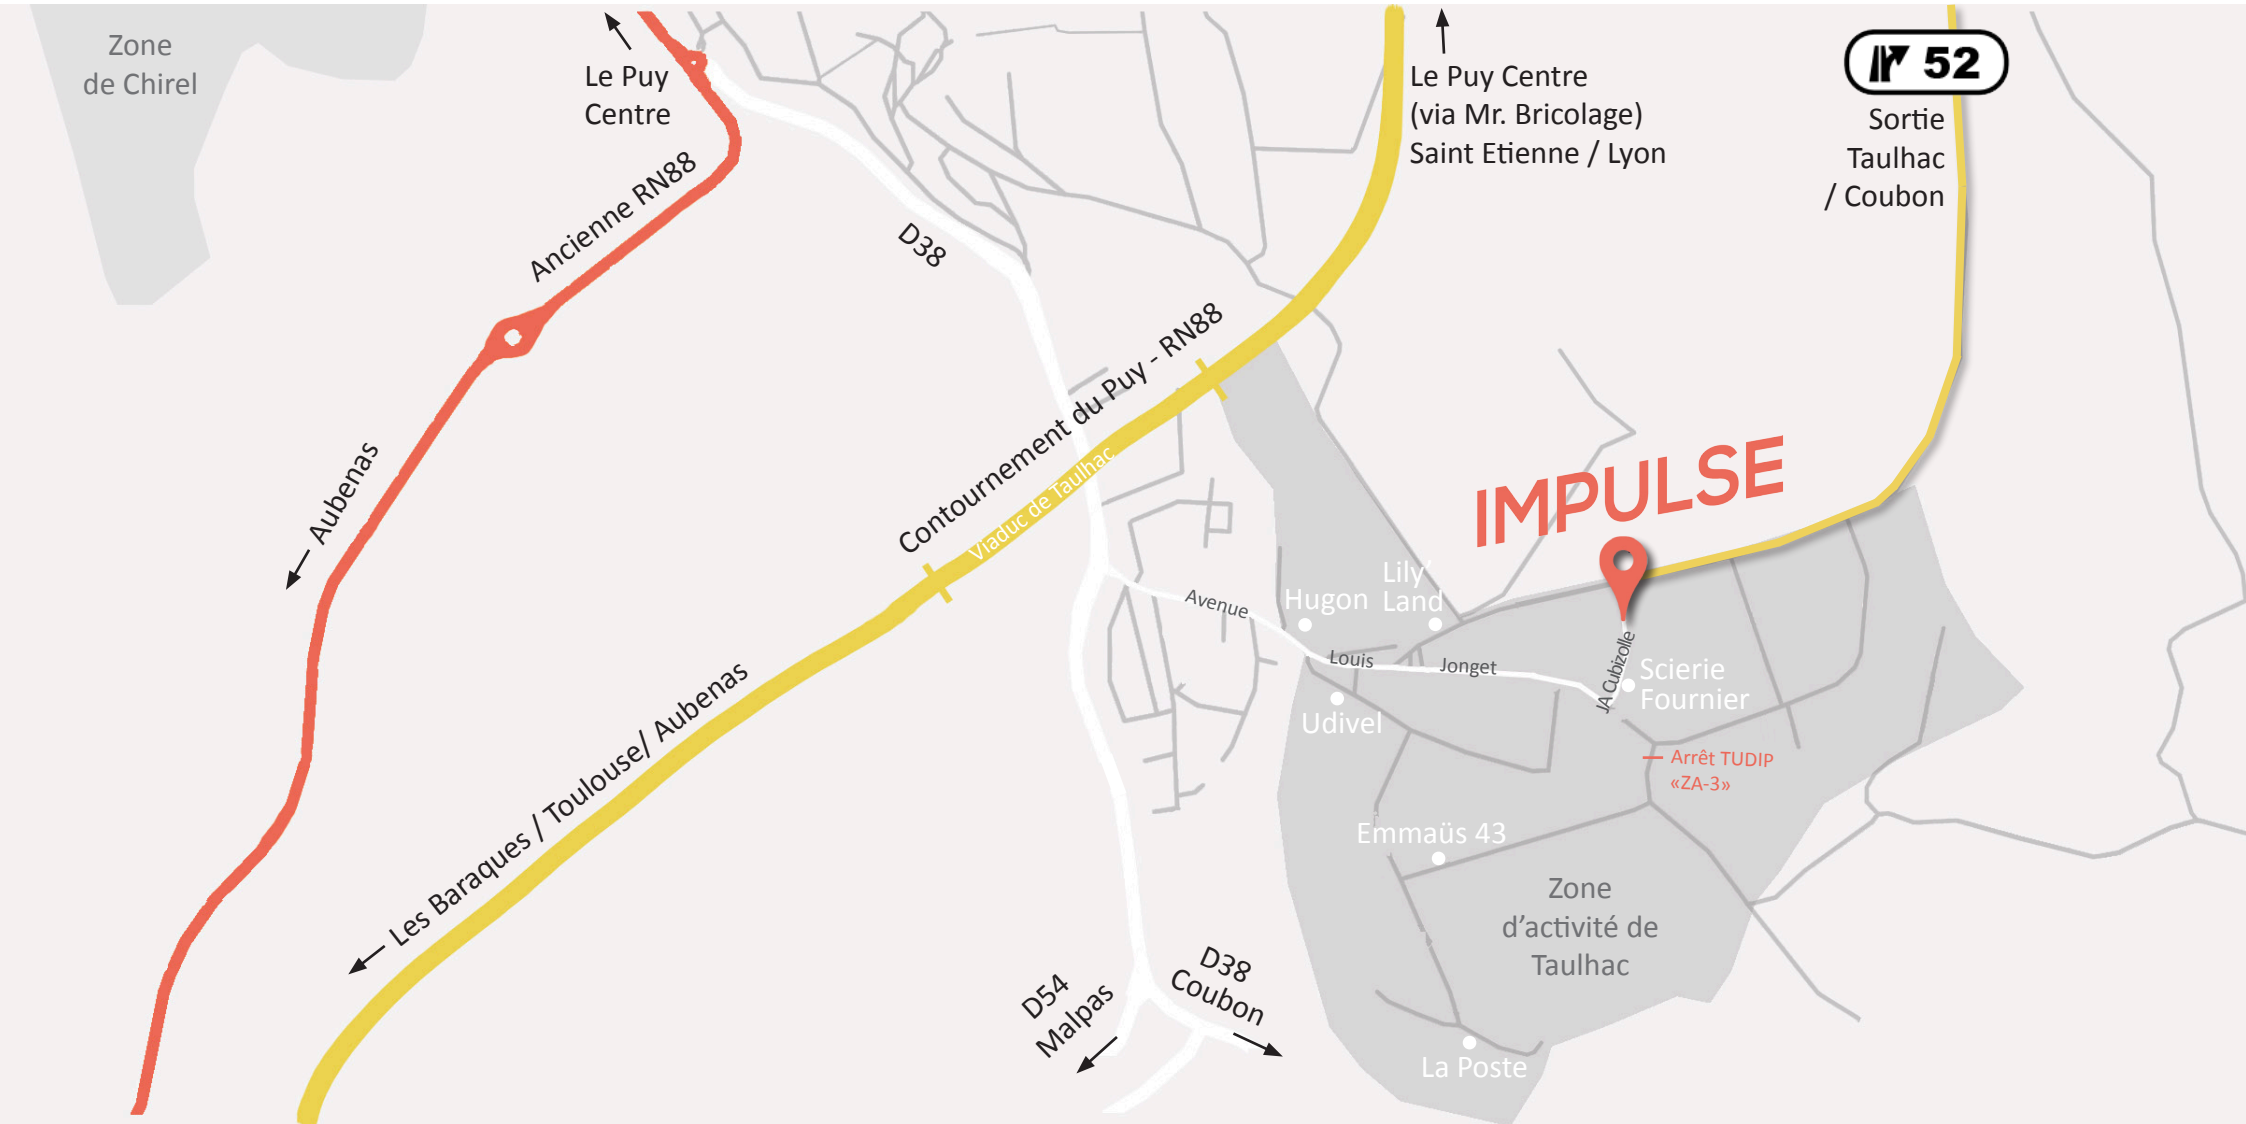 Zone
de Chirel
Le Puy
Centre
Le Puy Centre
(via Mr. Bricolage)
Saint Etienne / Lyon
52
Sortie
Taulhac
/ Coubon
Ancienne RN88
D38
Contournement du Puy - RN88
Viaduc de Taulhac
Aubenas
IMPULSE
Lily'
Land
Hugon
Avenue
Louis
Jonget
JA Cubizolle
Scierie
Fournier
Udivel
Arrêt TUDIP
«ZA-3»
Les Baraques / Toulouse/ Aubenas
Emmaüs 43
Zone
d'activité de
Taulhac
D54
Malpas
D38
Coubon
La Poste